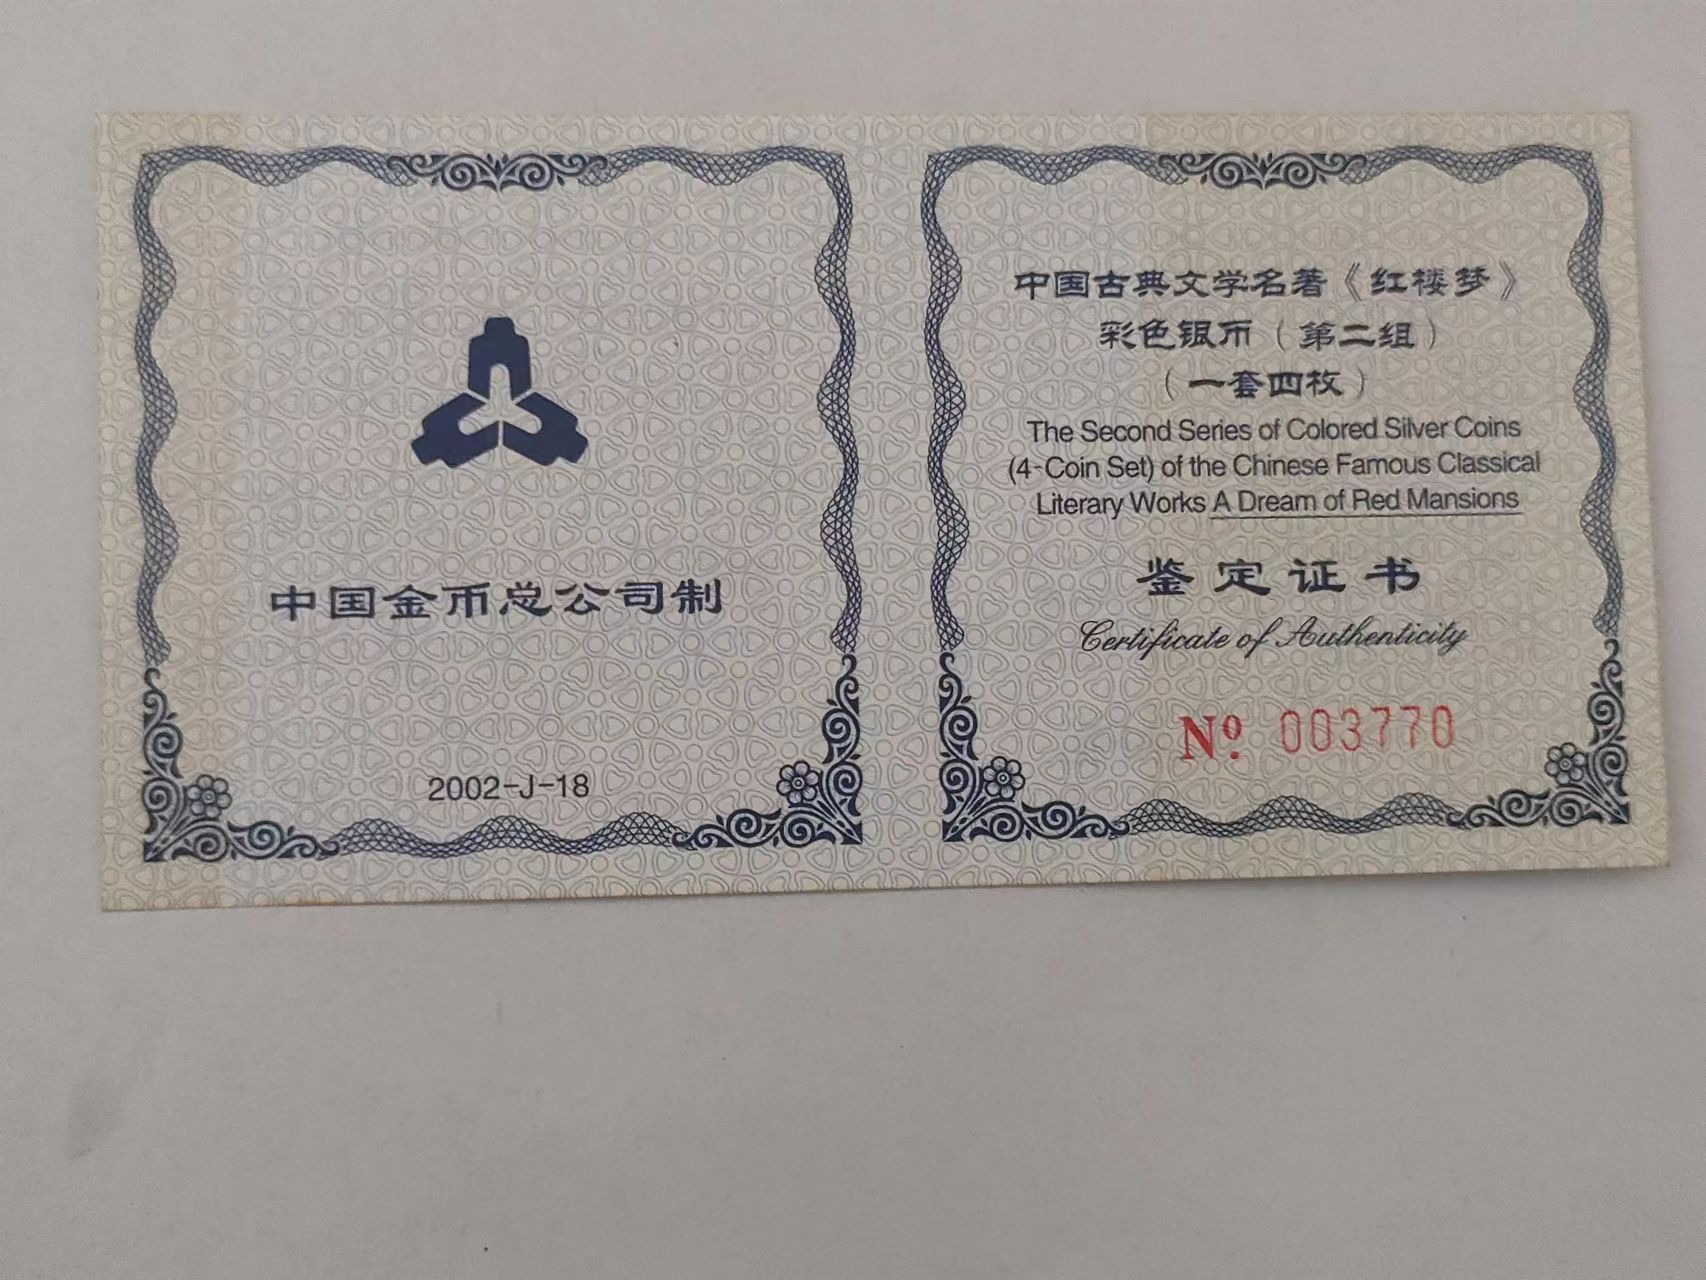 中国金币总公司制
2002-J-18
中国古典文学名著《红楼梦》
彩色银币（第二组）
（一套四枚）
The Second Series of Colored Silver Coins
(4-Coin Set) of the Chinese Famous Classical
Literary Works A Dream of Red Mansions
鉴定证书
Certificate of Authenticity
Nº. 003770